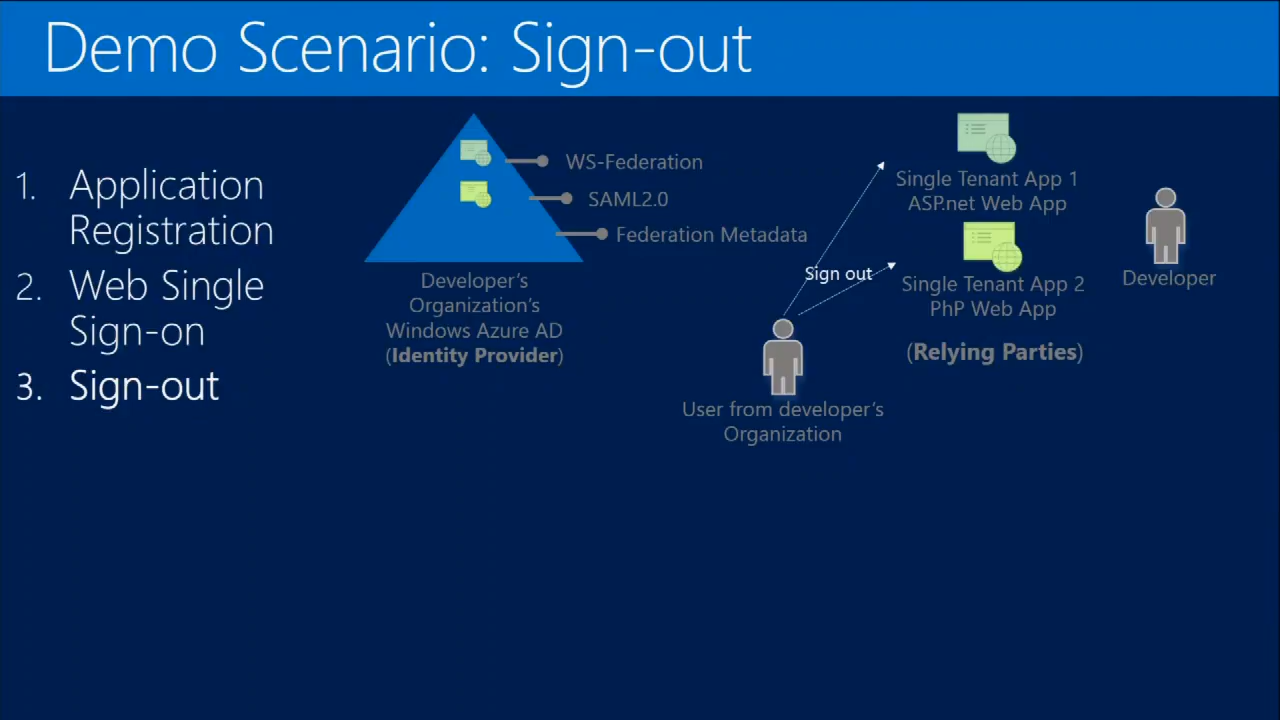 Demo Scenario: Sign-out
1. Application
Registration
2. Web Single
Sign-on
3. Sign-out
WS-Federation
SAML2.0
Federation Metadata
Developer's
Organization's
Windows Azure AD
(Identity Provider)
Sign out
User from developer's
Organization
Single Tenant App 1
ASP.net Web App
Single Tenant App 2
PhP Web App
(Relying Parties)
Developer